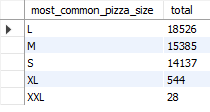 most_common_pizza_size total
L 18526
M 15385
S 14137
XL 544
XXL 28